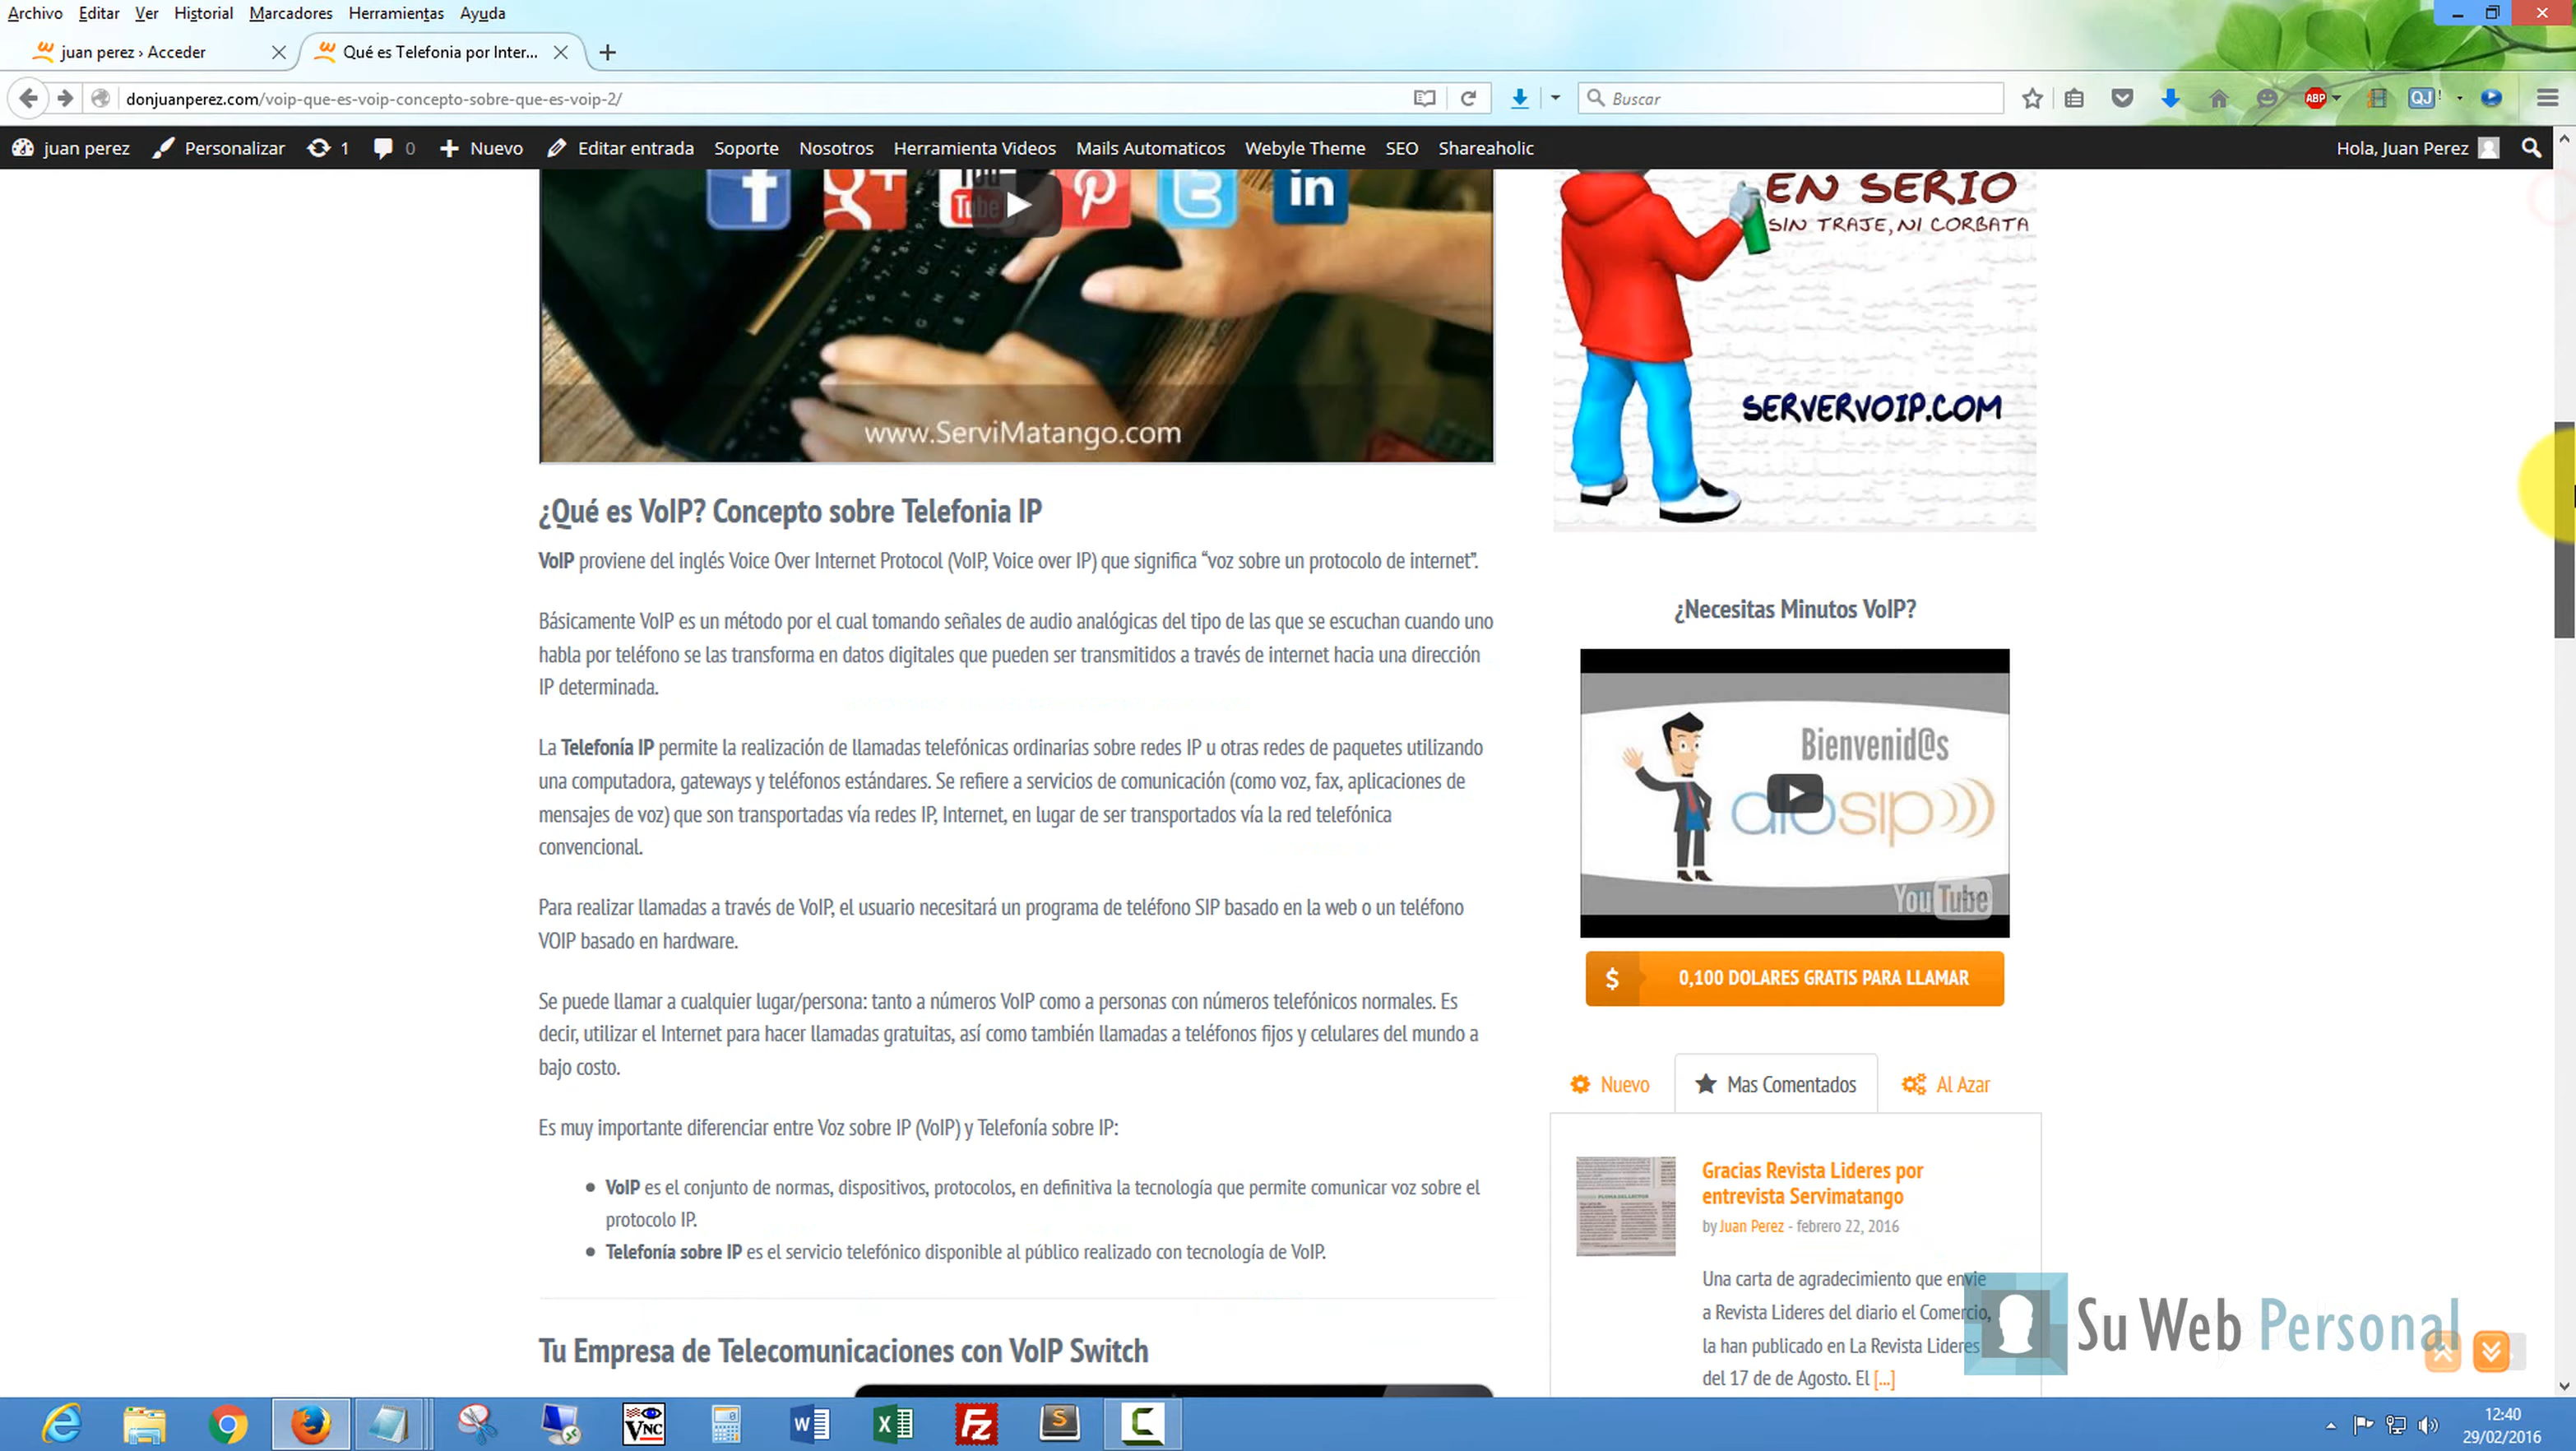 Archivo Editar Ver Historial Marcadores Herramientas Ayuda
juan perez › Acceder
Qué es Telefonia por Inter...
donjuanperez.com/voip-que-es-voip-concepto-sobre-que-es-voip-2/
Buscar
ABP
QJ!
juan perez Personalizar 1 0 Nuevo Editar entrada Soporte Nosotros Herramienta Videos Mails Automaticos Webyle Theme SEO Shareaholic
Hola, Juan Perez
You
Tube
www.ServiMatango.com
EN SERIO
SIN TRAJE, NI CORBATA
SERVERVOIP.COM
¿Qué es VoIP? Concepto sobre Telefonia IP
VoIP proviene del inglés Voice Over Internet Protocol (VoIP, Voice over IP) que significa “voz sobre un protocolo de internet”.
Básicamente VoIP es un método por el cual tomando señales de audio analógicas del tipo de las que se escuchan cuando uno
habla por teléfono se las transforma en datos digitales que pueden ser transmitidos a través de internet hacia una dirección
IP determinada.
La Telefonía IP permite la realización de llamadas telefónicas ordinarias sobre redes IP u otras redes de paquetes utilizando
una computadora, gateways y teléfonos estándares. Se refiere a servicios de comunicación (como voz, fax, aplicaciones de
mensajes de voz) que son transportadas vía redes IP, Internet, en lugar de ser transportados vía la red telefónica
convencional.
Para realizar llamadas a través de VoIP, el usuario necesitará un programa de teléfono SIP basado en la web o un teléfono
VOIP basado en hardware.
Se puede llamar a cualquier lugar/persona: tanto a números VoIP como a personas con números telefónicos normales. Es
decir, utilizar el Internet para hacer llamadas gratuitas, así como también llamadas a teléfonos fijos y celulares del mundo a
bajo costo.
Es muy importante diferenciar entre Voz sobre IP (VoIP) y Telefonía sobre IP:
VoIP es el conjunto de normas, dispositivos, protocolos, en definitiva la tecnología que permite comunicar voz sobre el
protocolo IP.
Telefonía sobre IP es el servicio telefónico disponible al público realizado con tecnología de VoIP.
Tu Empresa de Telecomunicaciones con VoIP Switch
¿Necesitas Minutos VoIP?
Bienvenid@s
alosip
YouTube
$ 0,100 DOLARES GRATIS PARA LLAMAR
Nuevo Mas Comentados Al Azar
Gracias Revista Lideres por
entrevista Servimatango
by Juan Perez - febrero 22, 2016
Una carta de agradecimiento que envie
a Revista Lideres del diario el Comercio,
la han publicado en La Revista Lideres
del 17 de de Agosto. El [...]
Su Web Personal
VNC
12:40
29/02/2016